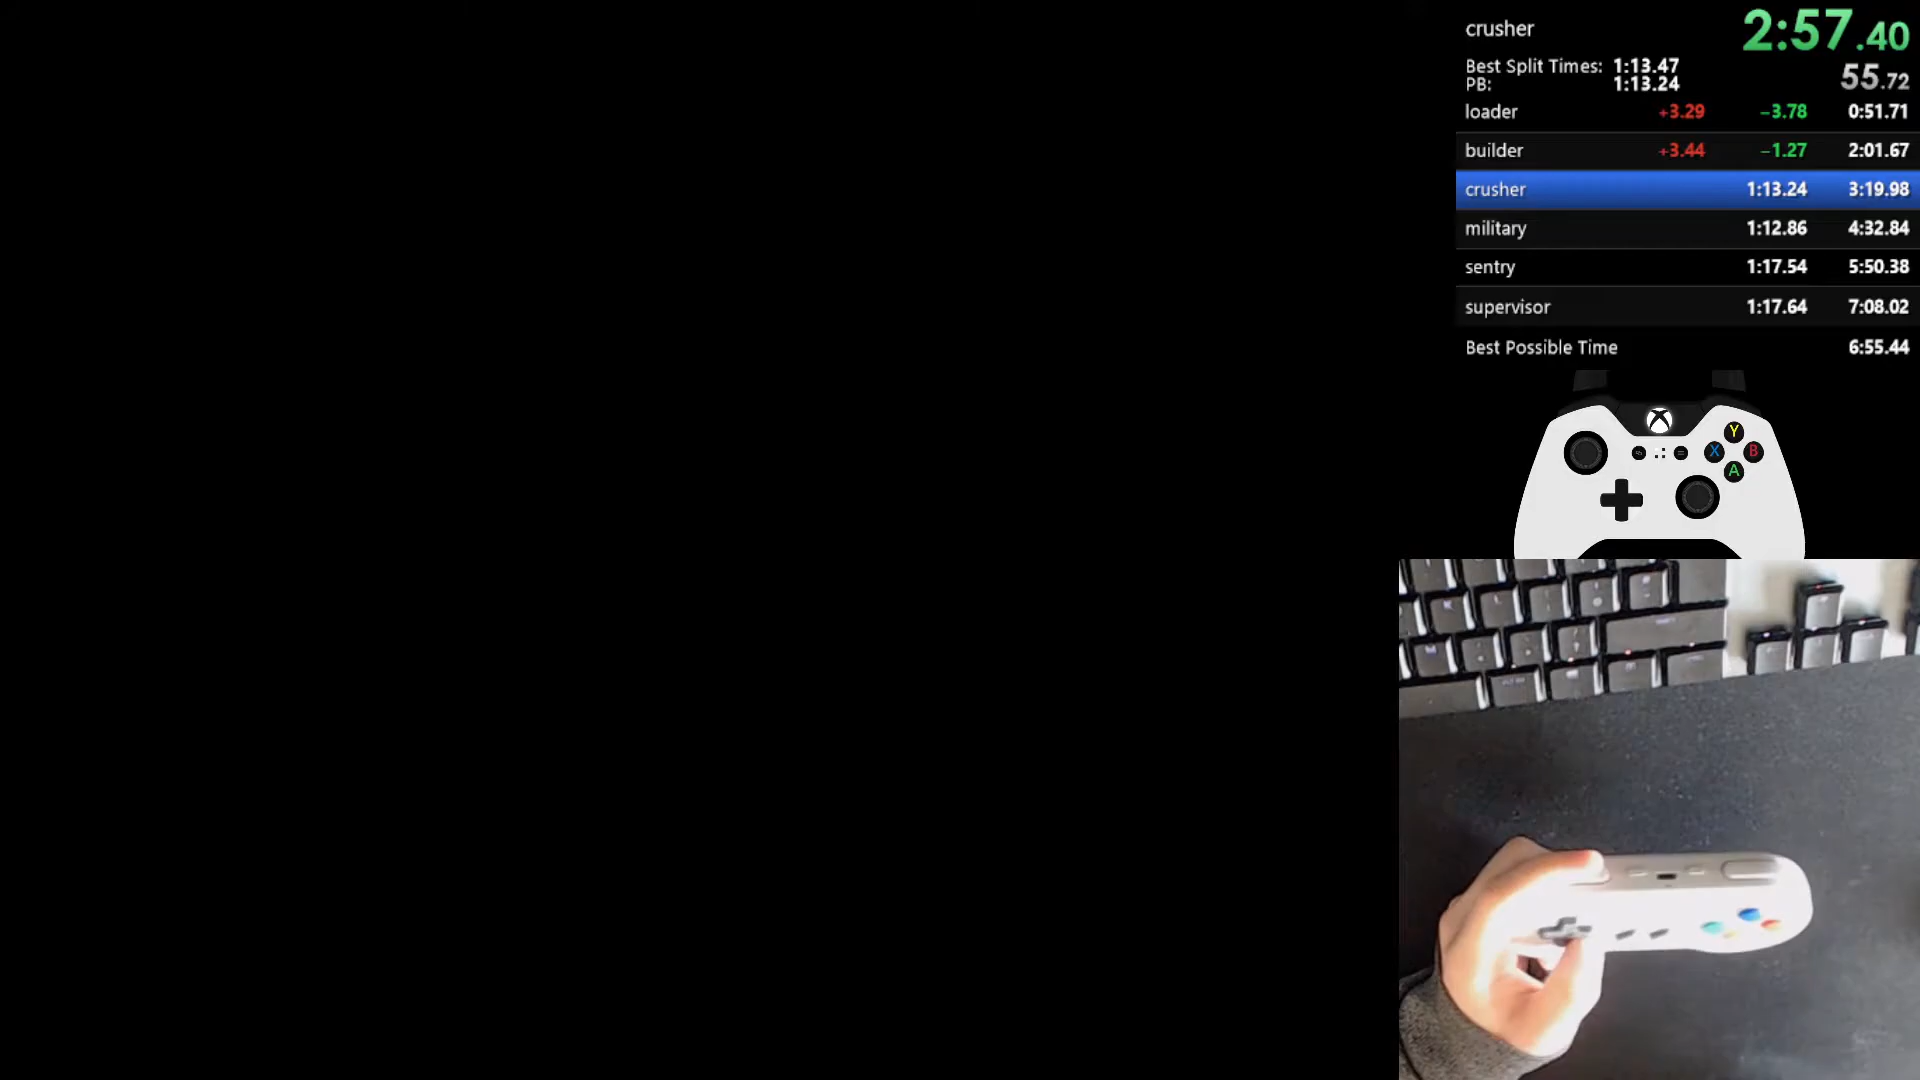 crusher 2:57.40
Best Split Times: 1:13.47
PB: 1:13.24 55.72
loader +3.29 −3.78 0:51.71
builder +3.44 −1.27 2:01.67
crusher 1:13.24 3:19.98
military 1:12.86 4:32.84
sentry 1:17.54 5:50.38
supervisor 1:17.64 7:08.02
Best Possible Time 6:55.44
Y
X B
A